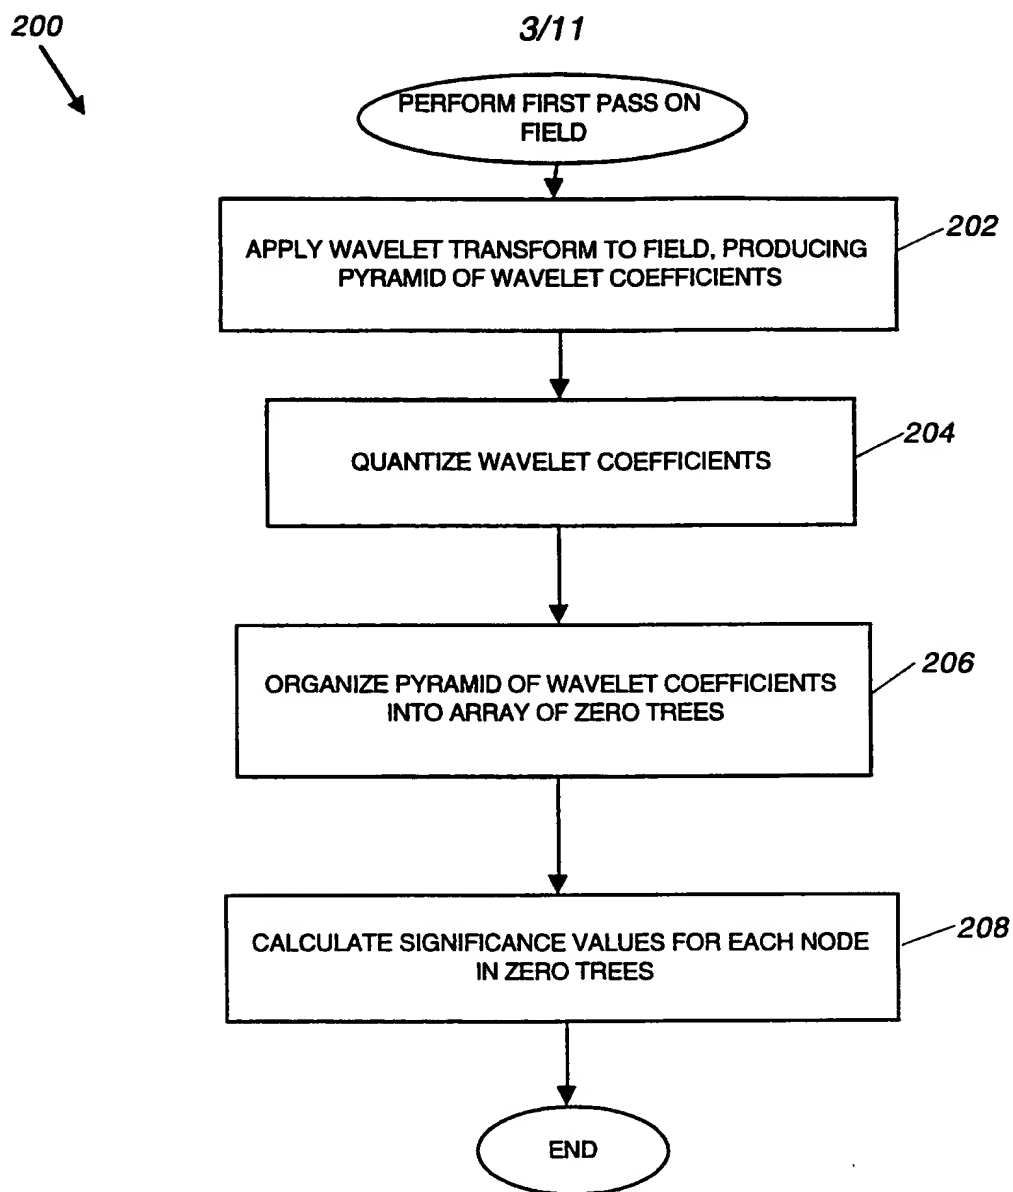 200
3/11
PERFORM FIRST PASS ON
FIELD
APPLY WAVELET TRANSFORM TO FIELD, PRODUCING
PYRAMID OF WAVELET COEFFICIENTS
202
QUANTIZE WAVELET COEFFICIENTS
204
ORGANIZE PYRAMID OF WAVELET COEFFICIENTS
INTO ARRAY OF ZERO TREES
206
CALCULATE SIGNIFICANCE VALUES FOR EACH NODE
IN ZERO TREES
208
END